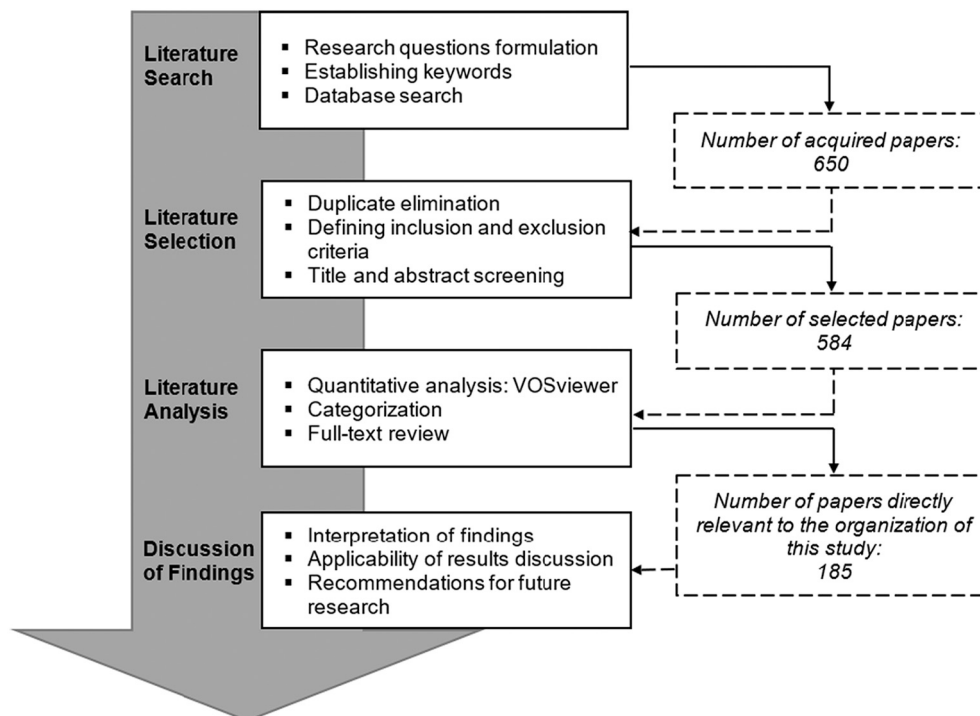 Literature
Search
▪ Research questions formulation
▪ Establishing keywords
▪ Database search
Number of acquired papers:
650
Literature
Selection
▪ Duplicate elimination
▪ Defining inclusion and exclusion
criteria
▪ Title and abstract screening
Number of selected papers:
584
Literature
Analysis
▪ Quantitative analysis: VOSviewer
▪ Categorization
▪ Full-text review
Number of papers directly
relevant to the organization of
this study:
185
Discussion
of Findings
▪ Interpretation of findings
▪ Applicability of results discussion
▪ Recommendations for future
research